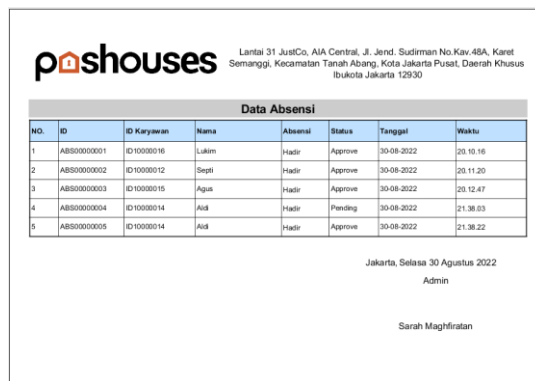 pashouses
Lantai 31 JustCo, AIA Central, Jl. Jend. Sudirman No.Kav.48A, Karet
Semanggi, Kecamatan Tanah Abang, Kota Jakarta Pusat, Daerah Khusus
Ibukota Jakarta 12930
Data Absensi
NO. ID ID Karyawan Nama Absensi Status Tanggal Waktu
1 ABS00000001 ID10000016 Lukim Hadir Approve 30-08-2022 20.10.16
2 ABS00000002 ID10000012 Septi Hadir Approve 30-08-2022 20.11.20
3 ABS00000003 ID10000015 Agus Hadir Approve 30-08-2022 20.12.47
4 ABS00000004 ID10000014 Aldi Hadir Pending 30-08-2022 21.38.03
5 ABS00000005 ID10000014 Aldi Hadir Approve 30-08-2022 21.38.22
Jakarta, Selasa 30 Agustus 2022
Admin
Sarah Maghfiratan